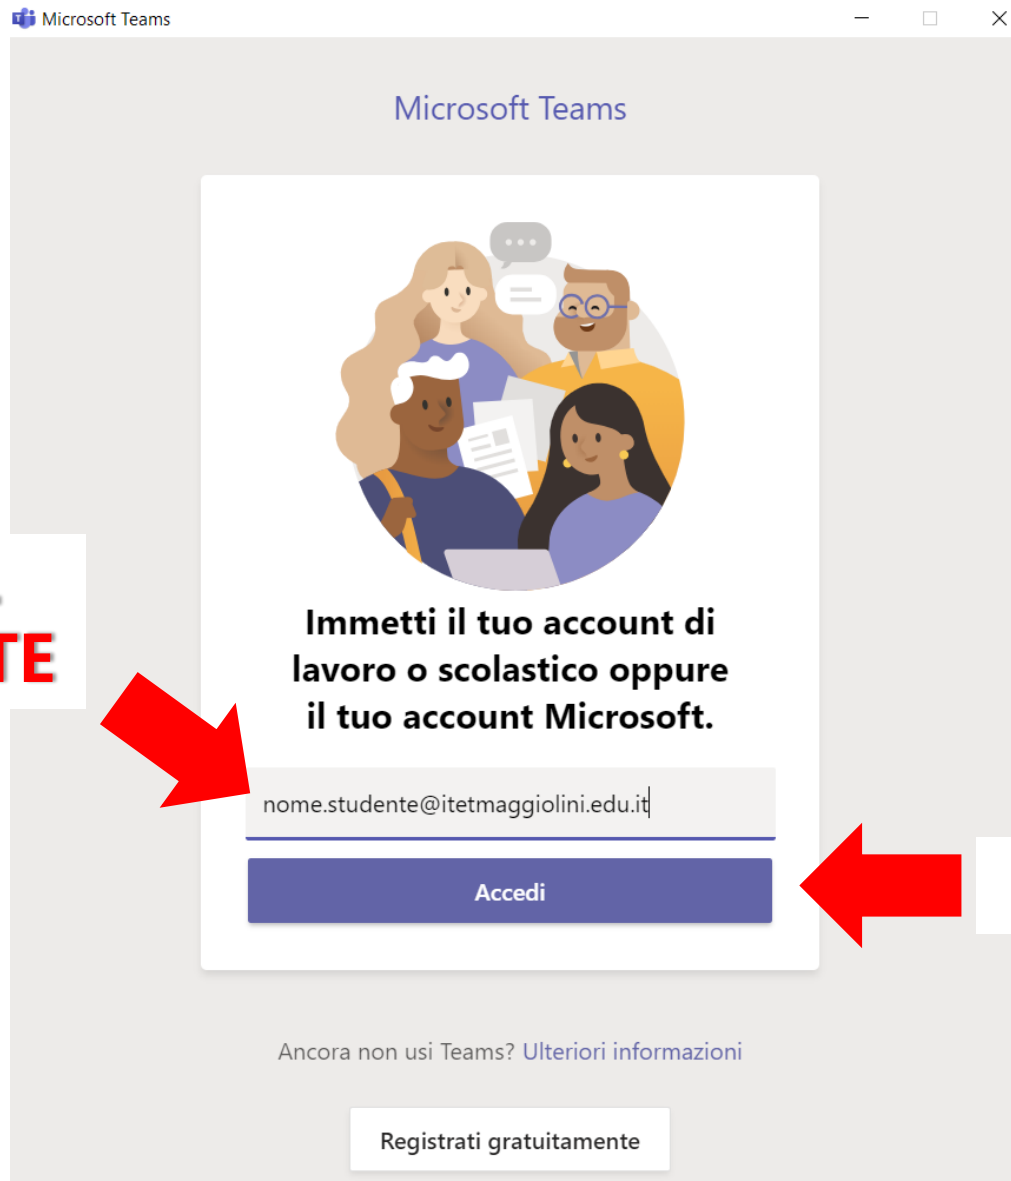 Microsoft Teams
Microsoft Teams
Immetti il tuo account di
lavoro o scolastico oppure
il tuo account Microsoft.
TE
nome.studente@itetmaggiolini.edu.it
Accedi
Ancora non usi Teams? Ulteriori informazioni
Registrati gratuitamente